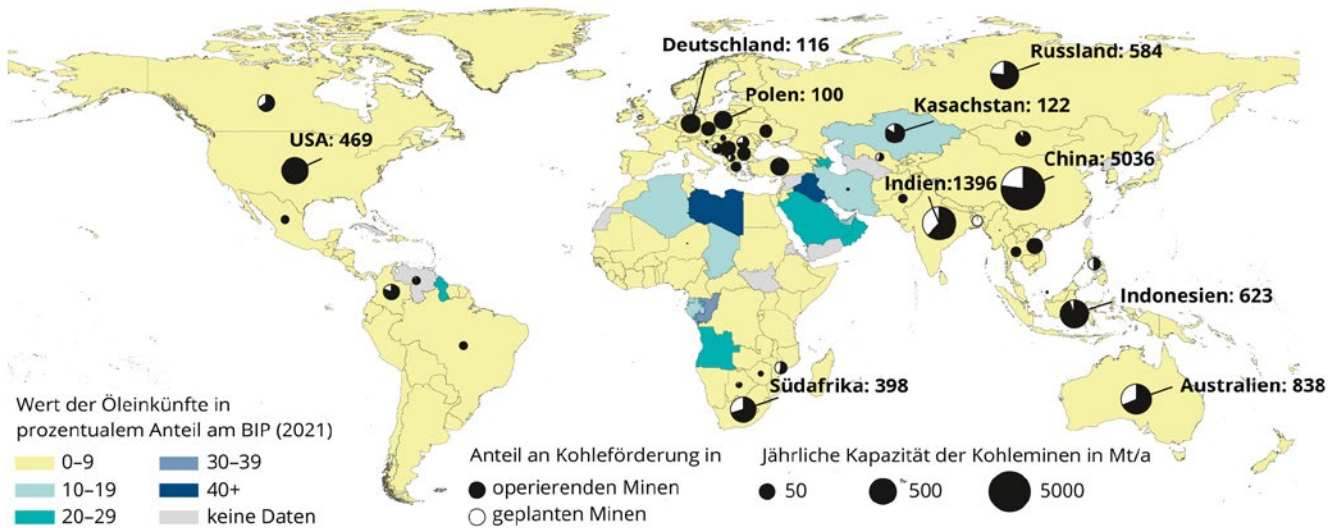 Deutschland: 116
Russland: 584
Polen: 100
Kasachstan: 122
USA: 469
China: 5036
Indien:1396
Indonesien: 623
Südafrika: 398
Australien: 838
Wert der Öleinkünfte in
prozentualem Anteil am BIP (2021)
0–9
10–19
20–29
30–39
40+
keine Daten
Anteil an Kohleförderung in
operierenden Minen
geplanten Minen
Jährliche Kapazität der Kohleminen in Mt/a
50
500
5000